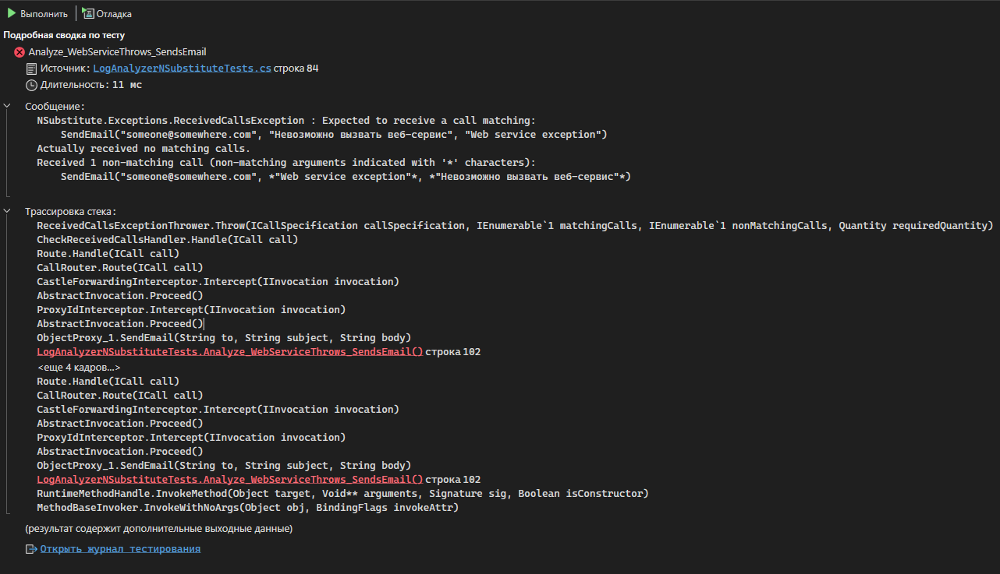 Выполнить Отладка
Подробная сводка по тесту
Analyze_WebServiceThrows_SendsEmail
Источник: LogAnalyzerNSubstituteTests.cs строка 84
Длительность: 11 мс
Сообщение:
NSubstitute.Exceptions.ReceivedCallsException : Expected to receive a call matching:
SendEmail("someone@somewhere.com", "Невозможно вызвать веб-сервис", "Web service exception")
Actually received no matching calls.
Received 1 non-matching call (non-matching arguments indicated with '*' characters):
SendEmail("someone@somewhere.com", *"Web service exception"*, *"Невозможно вызвать веб-сервис"*)
Трассировка стека:
ReceivedCallsExceptionThrower.Throw(ICallSpecification callSpecification, IEnumerable`1 matchingCalls, IEnumerable`1 nonMatchingCalls, Quantity requiredQuantity)
CheckReceivedCallsHandler.Handle(ICall call)
Route.Handle(ICall call)
CallRouter.Route(ICall call)
CastleForwardingInterceptor.Intercept(IInvocation invocation)
AbstractInvocation.Proceed()
ProxyIdInterceptor.Intercept(IInvocation invocation)
AbstractInvocation.Proceed()
ObjectProxy_1.SendEmail(String to, String subject, String body)
LogAnalyzerNSubstituteTests.Analyze_WebServiceThrows_SendsEmail() строка 102
<еще 4 кадров...>
Route.Handle(ICall call)
CallRouter.Route(ICall call)
CastleForwardingInterceptor.Intercept(IInvocation invocation)
AbstractInvocation.Proceed()
ProxyIdInterceptor.Intercept(IInvocation invocation)
AbstractInvocation.Proceed()
ObjectProxy_1.SendEmail(String to, String subject, String body)
LogAnalyzerNSubstituteTests.Analyze_WebServiceThrows_SendsEmail() строка 102
RuntimeMethodHandle.InvokeMethod(Object target, Void** arguments, Signature sig, Boolean isConstructor)
MethodBaseInvoker.InvokeWithNoArgs(Object obj, BindingFlags invokeAttr)
(результат содержит дополнительные выходные данные)
Открыть журнал тестирования